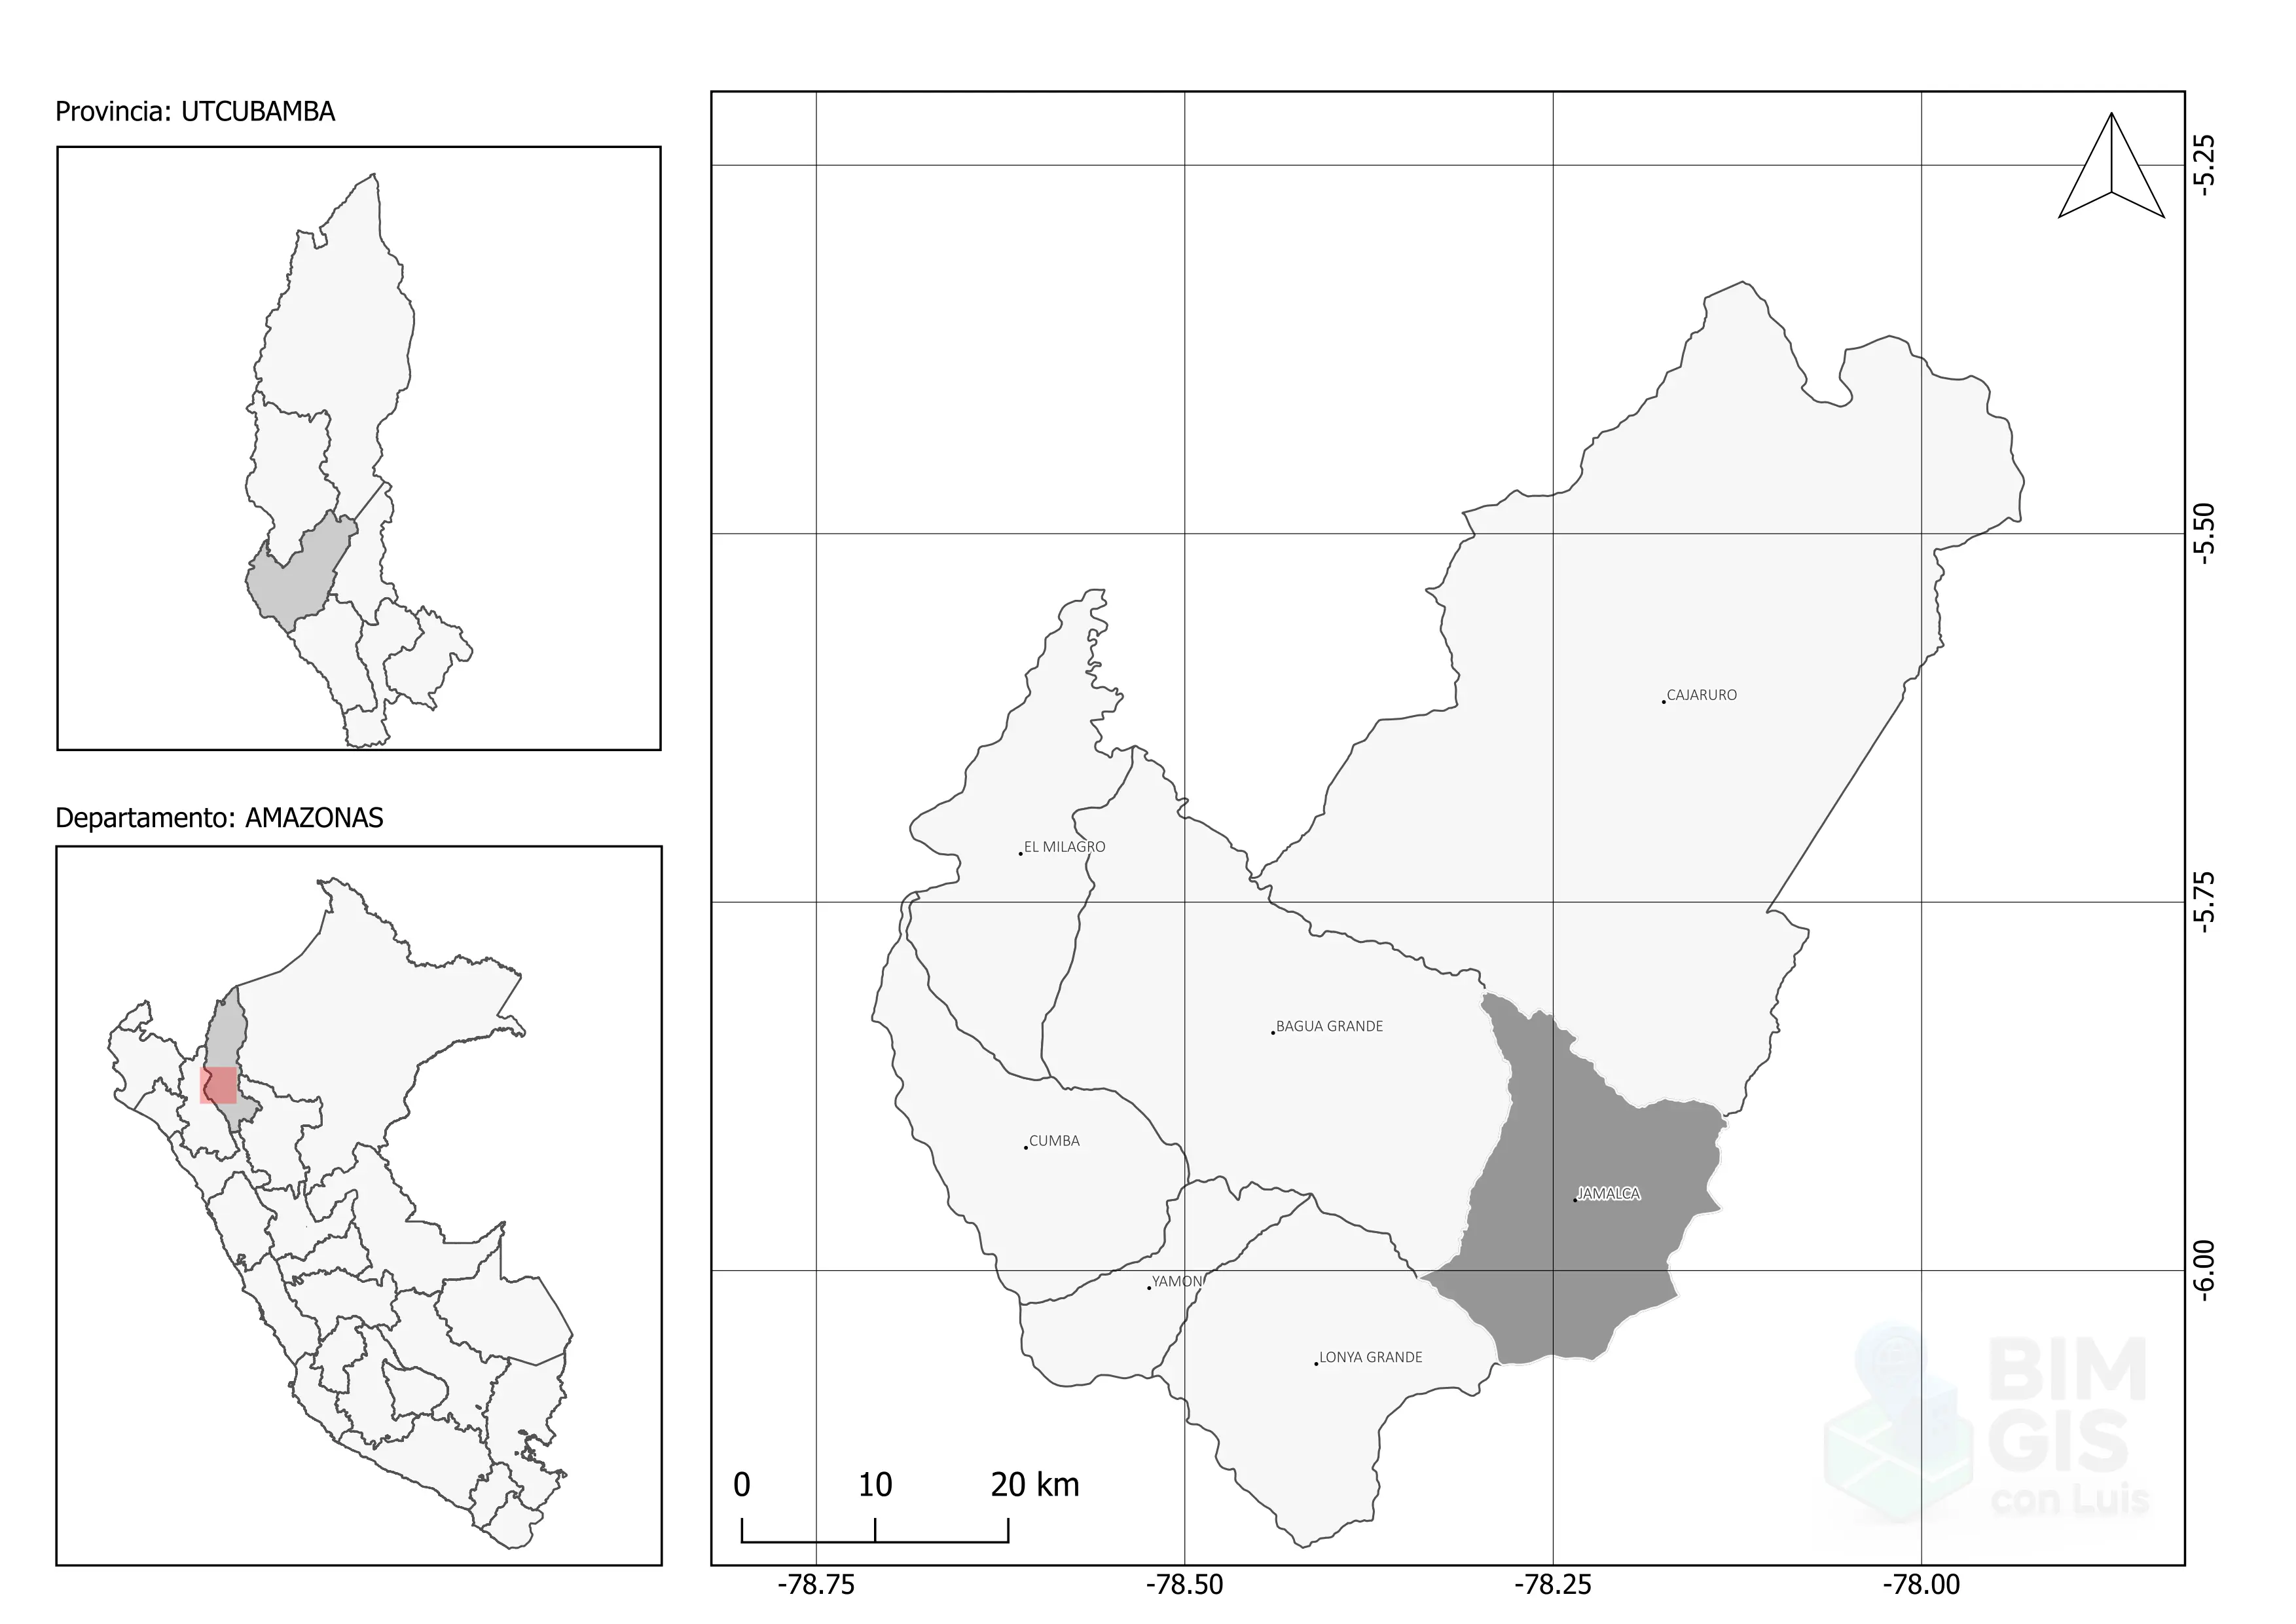 Provincia: UTCUBAMBA
Departamento: AMAZONAS
CAJARURO
EL MILAGRO
BAGUA GRANDE
CUMBA
JAMALCA
YAMON
LONYA GRANDE
-5.25
-5.50
-5.75
-6.00
0 10 20 km
-78.75 -78.50 -78.25 -78.00
BIM
GIS
con Luis